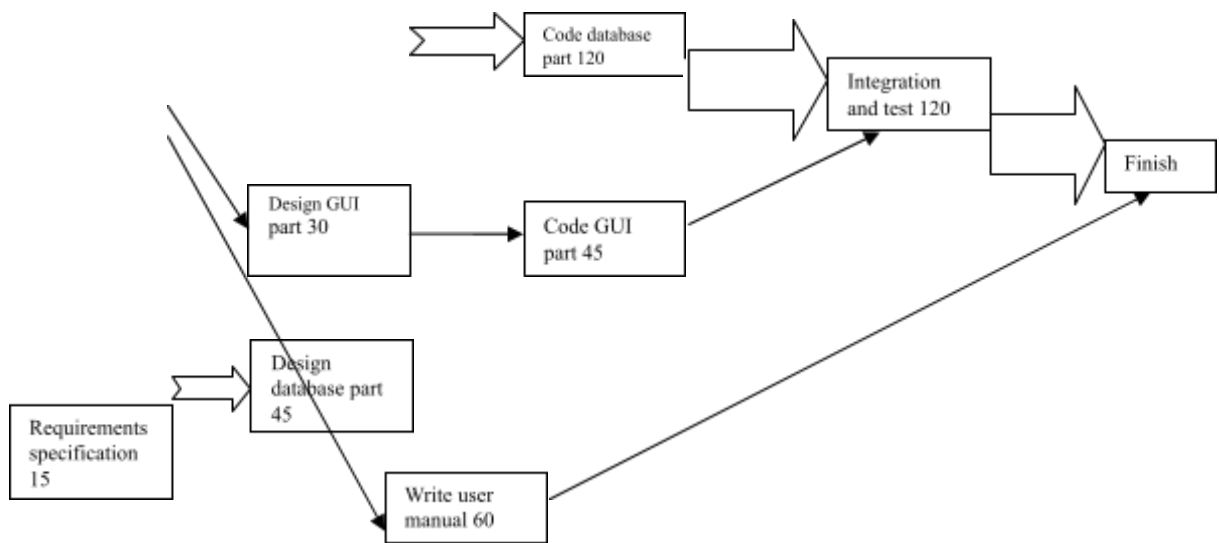 Code database
part 120
Integration
and test 120
Finish
Design GUI
part 30
Code GUI
part 45
Design
database part
45
Requirements
specification
15
Write user
manual 60